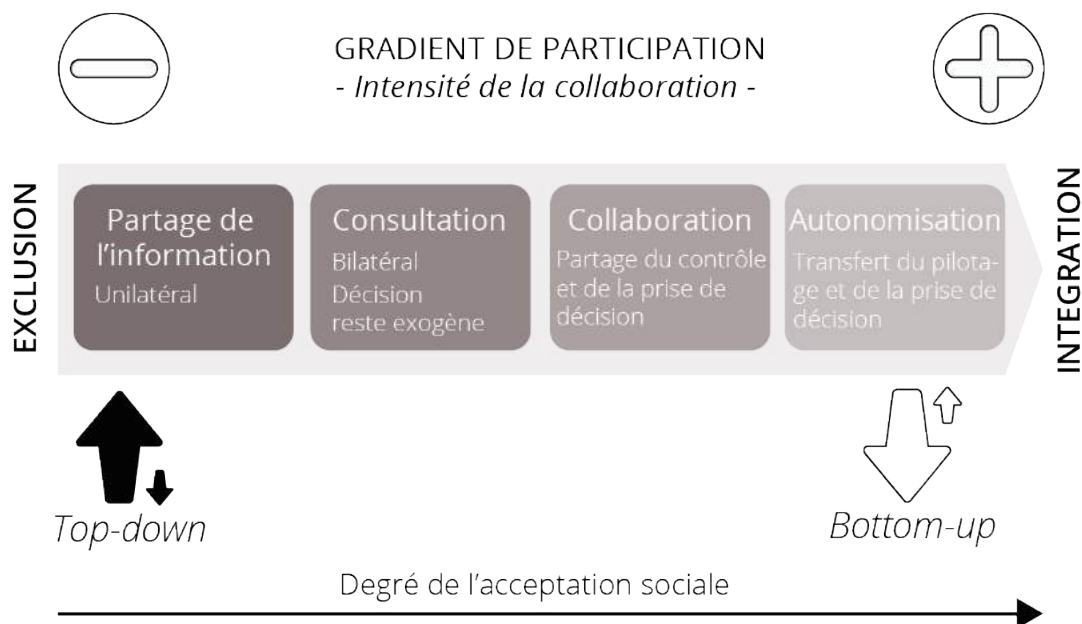 GRADIENT DE PARTICIPATION
- Intensité de la collaboration -
EXCLUSION
Partage de
l'information
Unilatéral
Consultation
Bilatéral
Décision
reste exogène
Collaboration
Partage du contrôle
et de la prise de
décision
Autonomisation
Transfert du pilota-
ge et de la prise de
décision
INTEGRATION
Top-down
Bottom-up
Degré de l'acceptation sociale